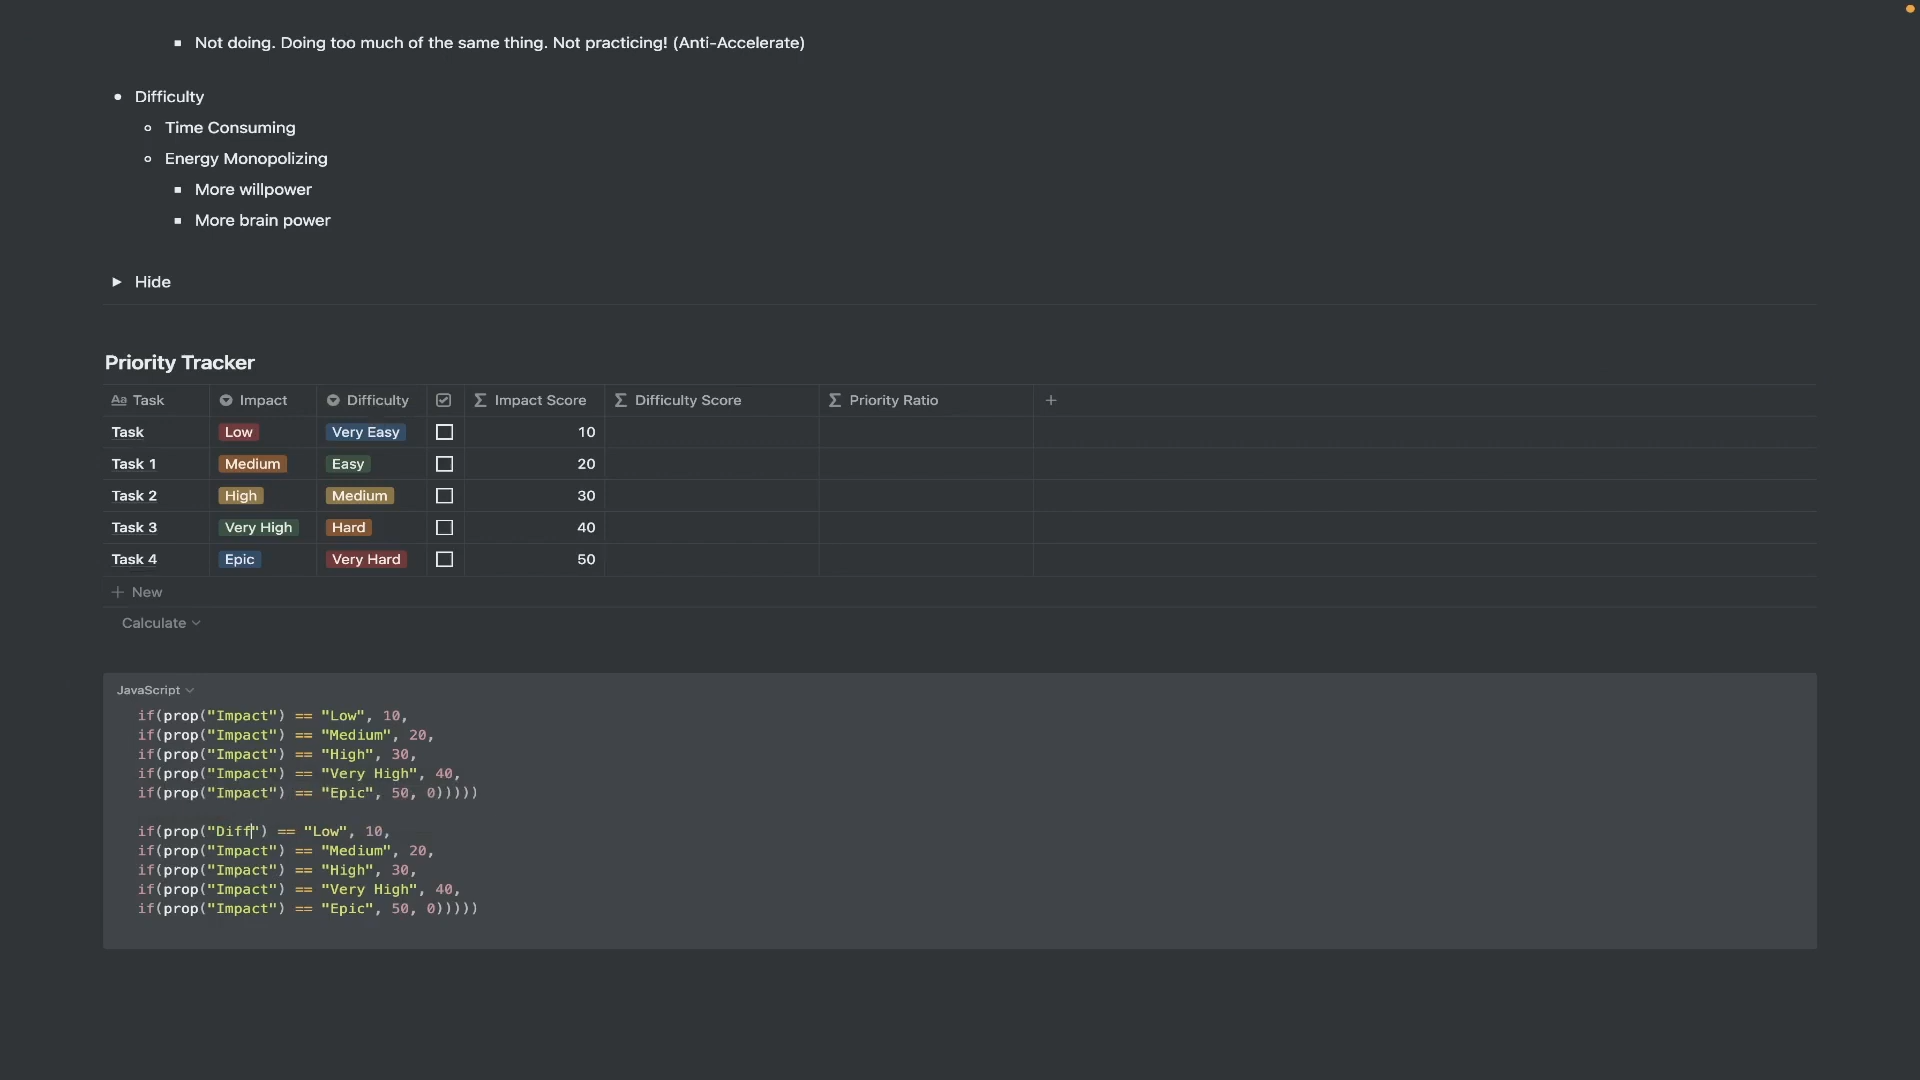 Not doing. Doing too much of the same thing. Not practicing! (Anti-Accelerate)
Difficulty
Time Consuming
Energy Monopolizing
More willpower
More brain power
Hide
Priority Tracker
Aa Task Impact Difficulty Σ Impact Score Σ Difficulty Score Σ Priority Ratio +
Task Low Very Easy 10
Task 1 Medium Easy 20
Task 2 High Medium 30
Task 3 Very High Hard 40
Task 4 Epic Very Hard 50
+ New
Calculate
JavaScript
if(prop("Impact") == "Low", 10,
if(prop("Impact") == "Medium", 20,
if(prop("Impact") == "High", 30,
if(prop("Impact") == "Very High", 40,
if(prop("Impact") == "Epic", 50, 0)))))
if(prop("Diff") == "Low", 10,
if(prop("Impact") == "Medium", 20,
if(prop("Impact") == "High", 30,
if(prop("Impact") == "Very High", 40,
if(prop("Impact") == "Epic", 50, 0)))))